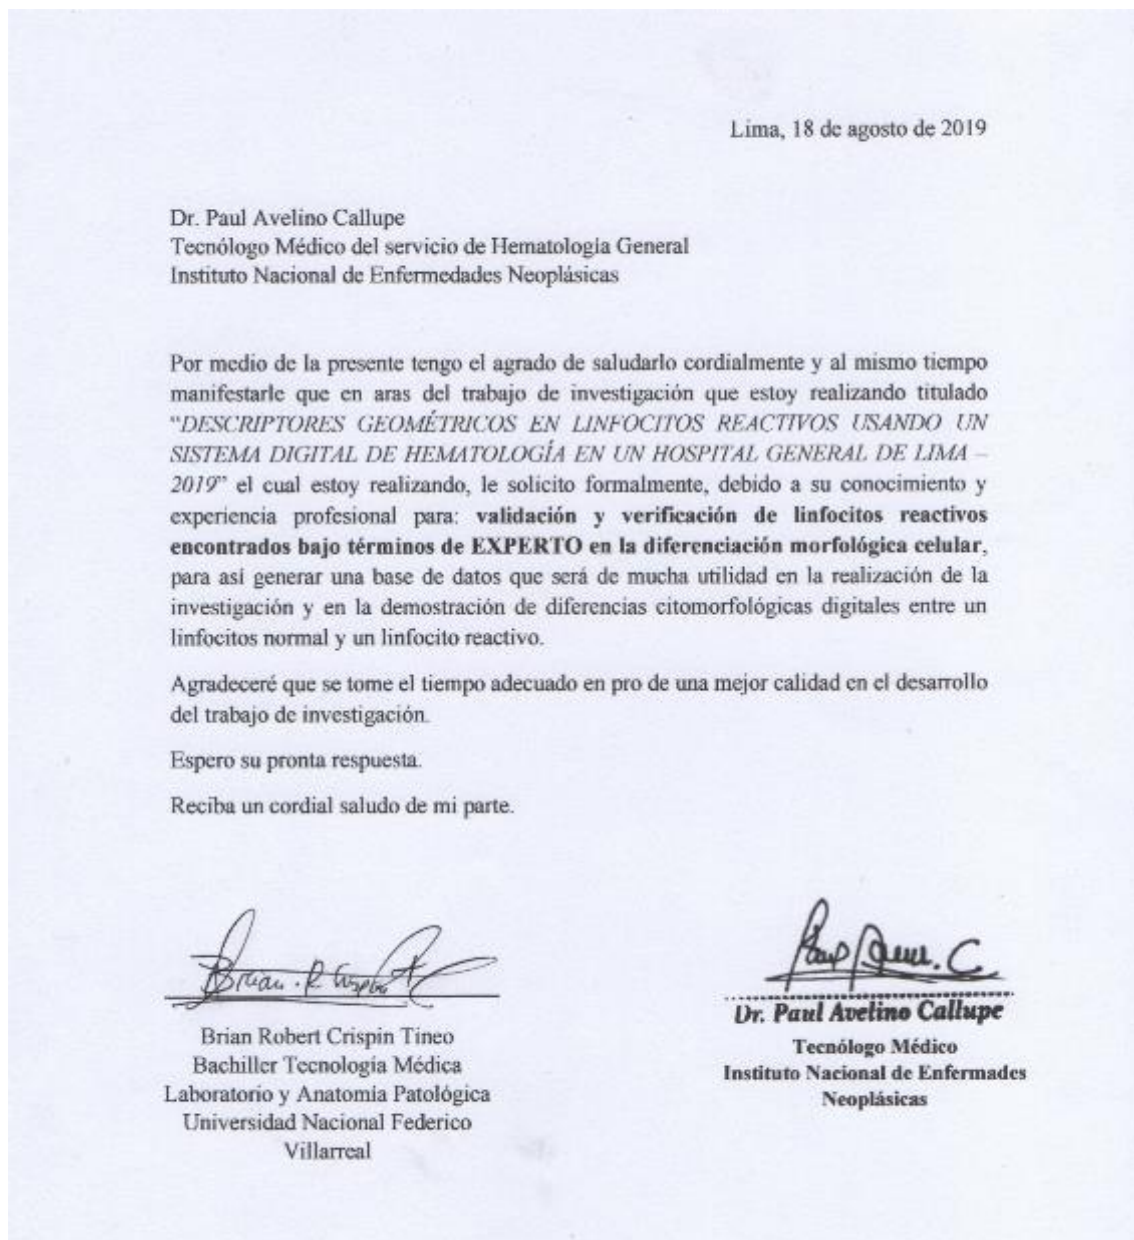 Lima, 18 de agosto de 2019
Dr. Paul Avelino Callupe
Tecnólogo Médico del servicio de Hematología General
Instituto Nacional de Enfermedades Neoplásicas
Por medio de la presente tengo el agrado de saludarlo cordialmente y al mismo tiempo
manifestarle que en aras del trabajo de investigación que estoy realizando titulado
“DESCRIPTORES GEOMÉTRICOS EN LINFOCITOS REACTIVOS USANDO UN
SISTEMA DIGITAL DE HEMATOLOGÍA EN UN HOSPITAL GENERAL DE LIMA –
2019” el cual estoy realizando, le solicito formalmente, debido a su conocimiento y
experiencia profesional para: validación y verificación de linfocitos reactivos
encontrados bajo términos de EXPERTO en la diferenciación morfológica celular,
para así generar una base de datos que será de mucha utilidad en la realización de la
investigación y en la demostración de diferencias citomorfológicas digitales entre un
linfocitos normal y un linfocito reactivo.
Agradeceré que se tome el tiempo adecuado en pro de una mejor calidad en el desarrollo
del trabajo de investigación.
Espero su pronta respuesta.
Reciba un cordial saludo de mi parte.
Brian Robert Crispin Tineo
Bachiller Tecnología Médica
Laboratorio y Anatomía Patológica
Universidad Nacional Federico
Villarreal
Dr. Paul Avelino Callupe
Tecnólogo Médico
Instituto Nacional de Enfermades
Neoplásicas